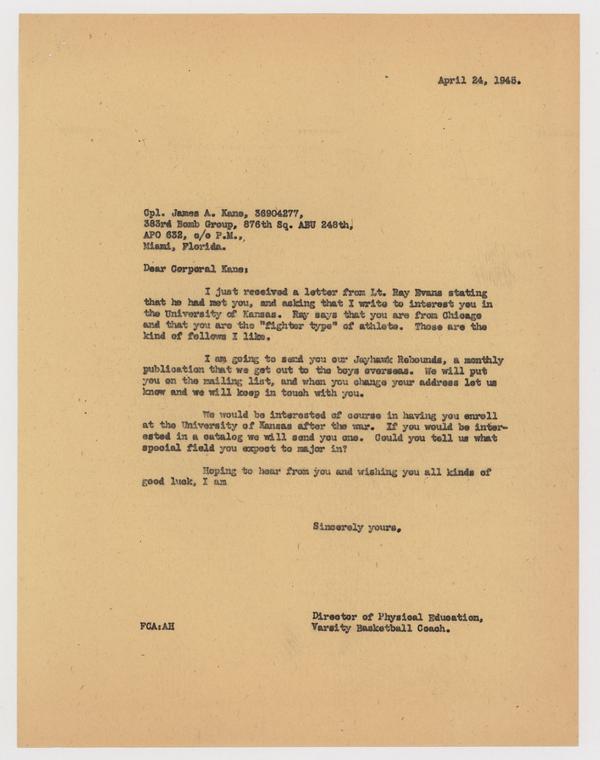 April 24, 1945.
Cpl. James A. Kane, 36904277,
383rd Bomb Group, 876th Sq. ABU 248th,
APO 632, c/o P.M.,
Miami, Florida.
Dear Corporal Kane:
I just received a letter from Lt. Ray Evans stating
that he had met you, and asking that I write to interest you in
the University of Kansas. Ray says that you are from Chicago
and that you are the "fighter type" of athlete. Those are the
kind of fellows I like.
I am going to send you our Jayhawk Rebounds, a monthly
publication that we get out to the boys overseas. We will put
you on the mailing list, and when you change your address let us
know and we will keep in touch with you.
We would be interested of course in having you enroll
at the University of Kansas after the war. If you would be inter-
ested in a catalog we will send you one. Could you tell us what
special field you expect to major in?
Hoping to hear from you and wishing you all kinds of
good luck, I am
Sincerely yours,
Director of Physical Education,
FCA:AH Varsity Basketball Coach.